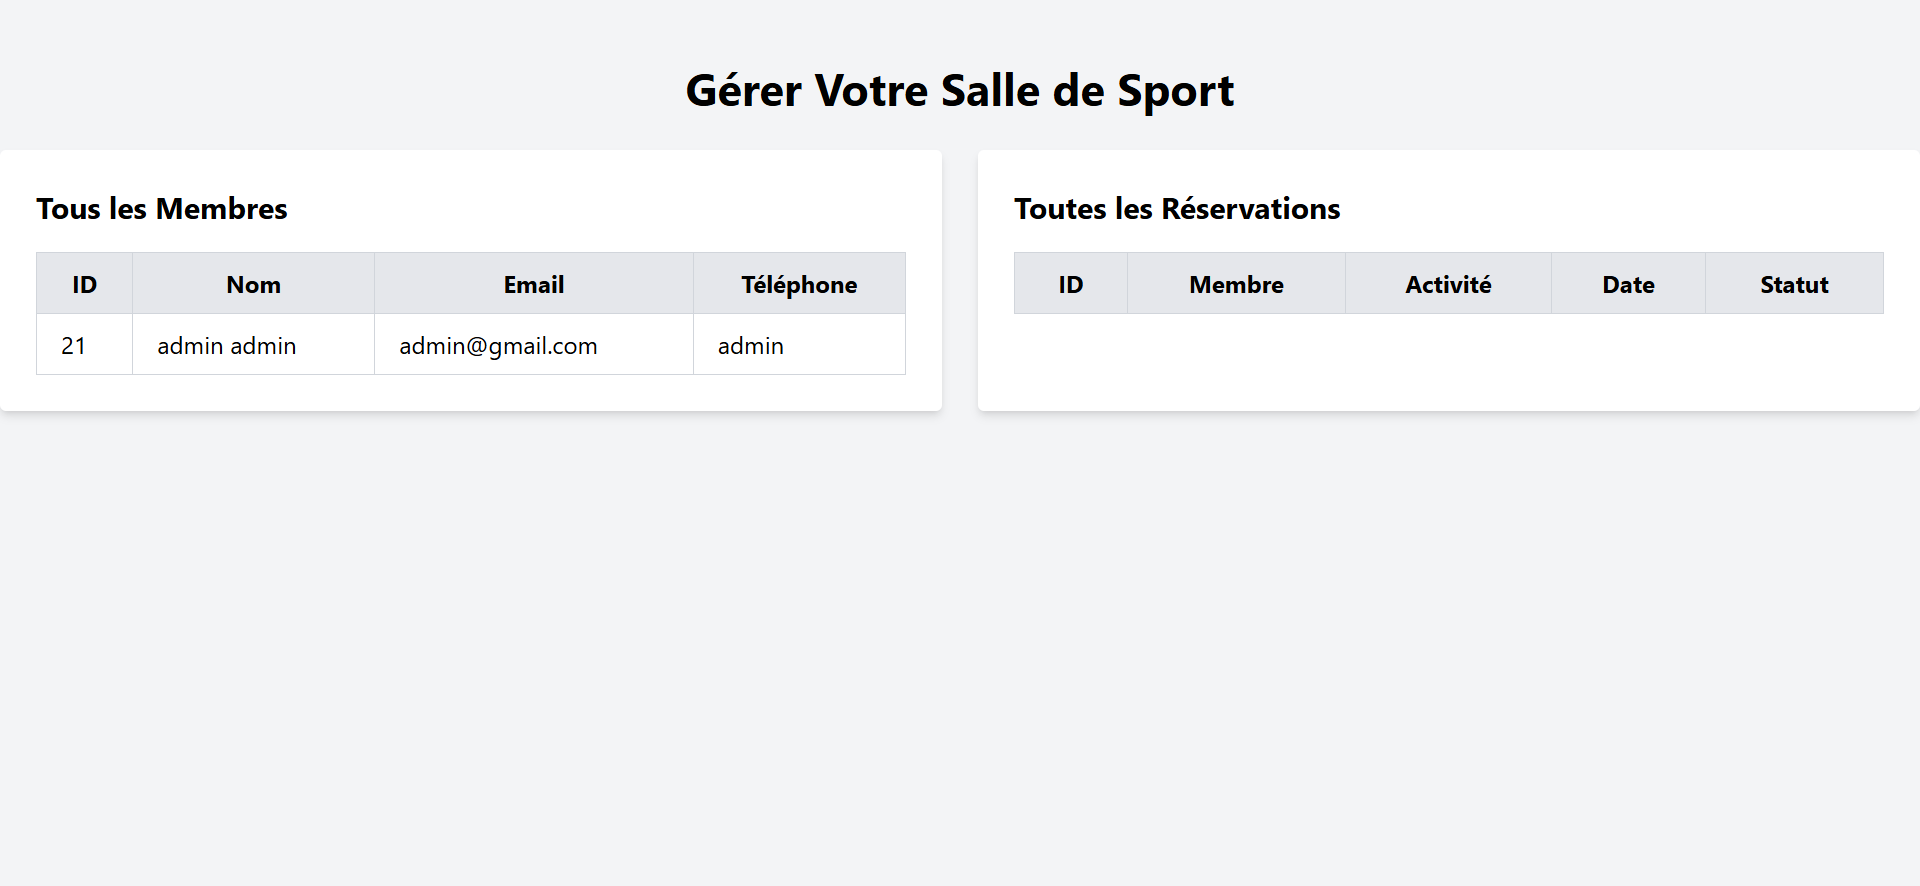 Gérer Votre Salle de Sport
Tous les Membres
ID Nom Email Téléphone
21 admin admin admin@gmail.com admin
Toutes les Réservations
ID Membre Activité Date Statut